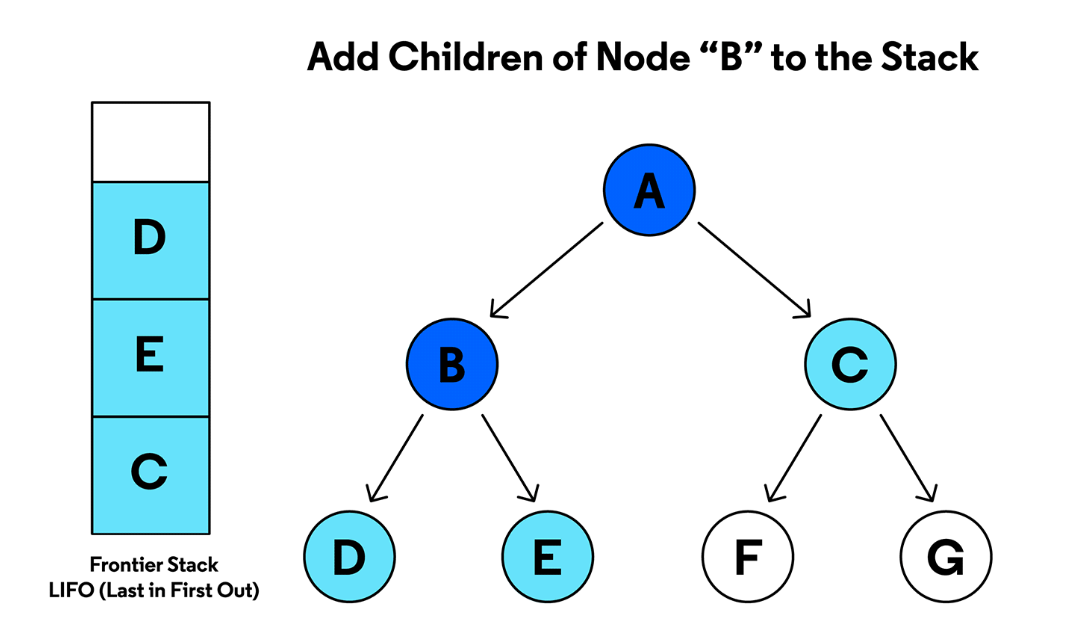 Add Children of Node “B” to the Stack
A
B
C
D
E
F
G
D
E
C
Frontier Stack
LIFO (Last in First Out)